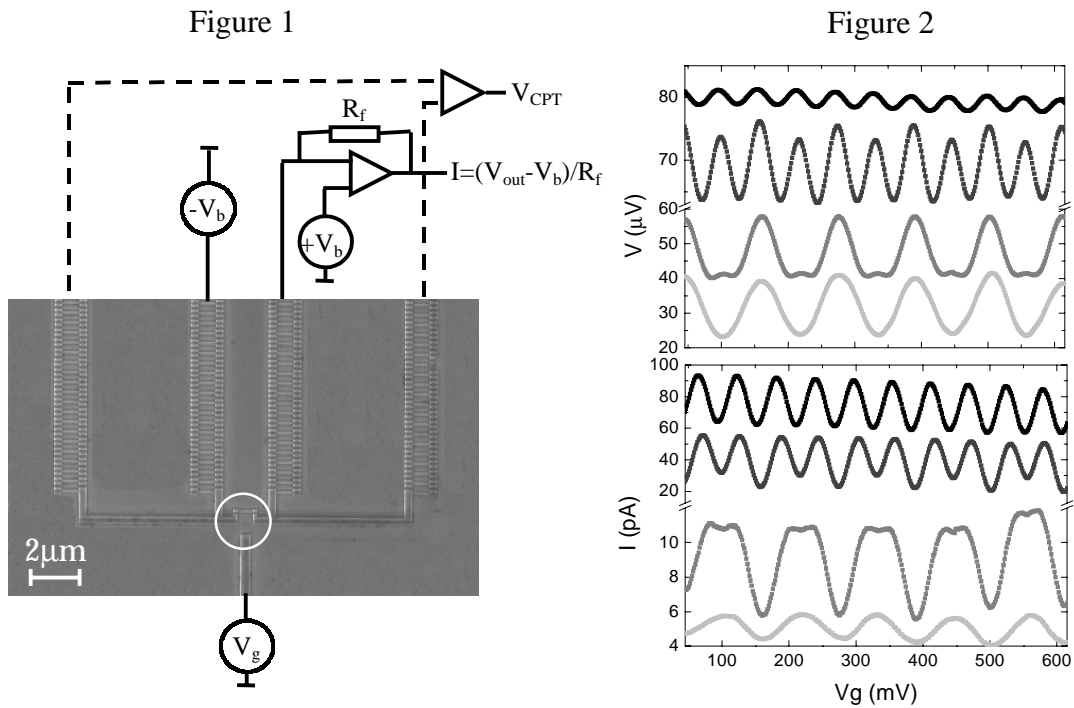 Figure 1
Figure 2
V_CPT
R_f
I=(V_out-V_b)/R_f
-V_b
+V_b
2μm
V_g
80
70
60
50
40
30
20
V (μV)
100
80
60
40
20
10
8
6
4
I (pA)
100 200 300 400 500 600
Vg (mV)